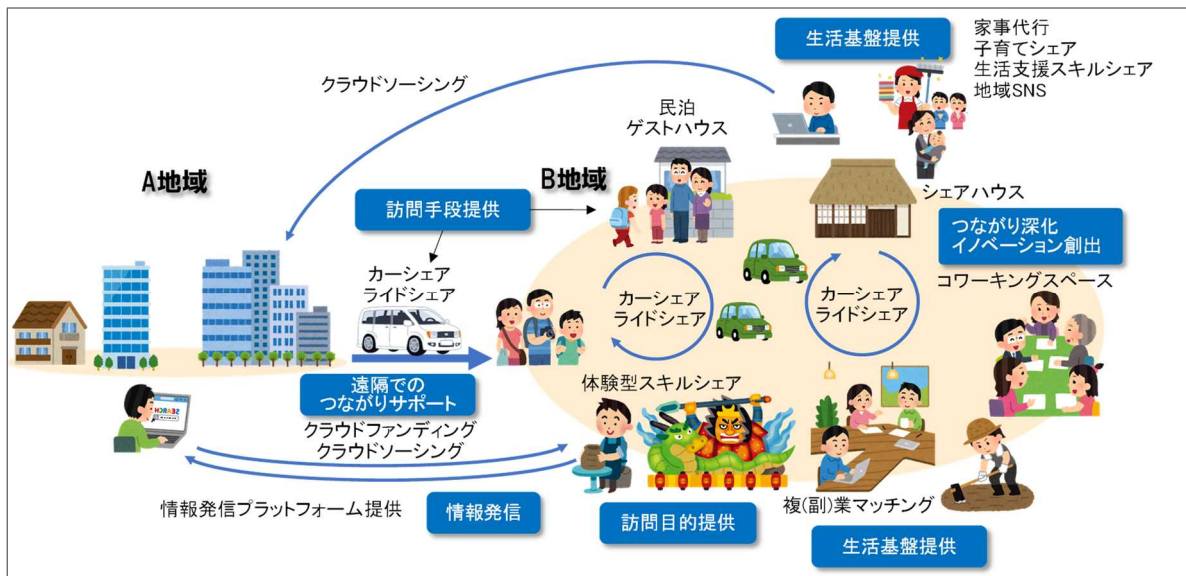 生活基盤提供
家事代行
子育てシェア
生活支援スキルシェア
地域SNS
クラウドソーシング
民泊
ゲストハウス
A地域
B地域
訪問手段提供
シェアハウス
つながり深化
イノベーション創出
カーシェア
ライドシェア
カーシェア
ライドシェア
カーシェア
ライドシェア
コワーキングスペース
遠隔での
つながりサポート
体験型スキルシェア
クラウドファンディング
クラウドソーシング
SEARCH
情報発信プラットフォーム提供
情報発信
訪問目的提供
複(副)業マッチング
生活基盤提供